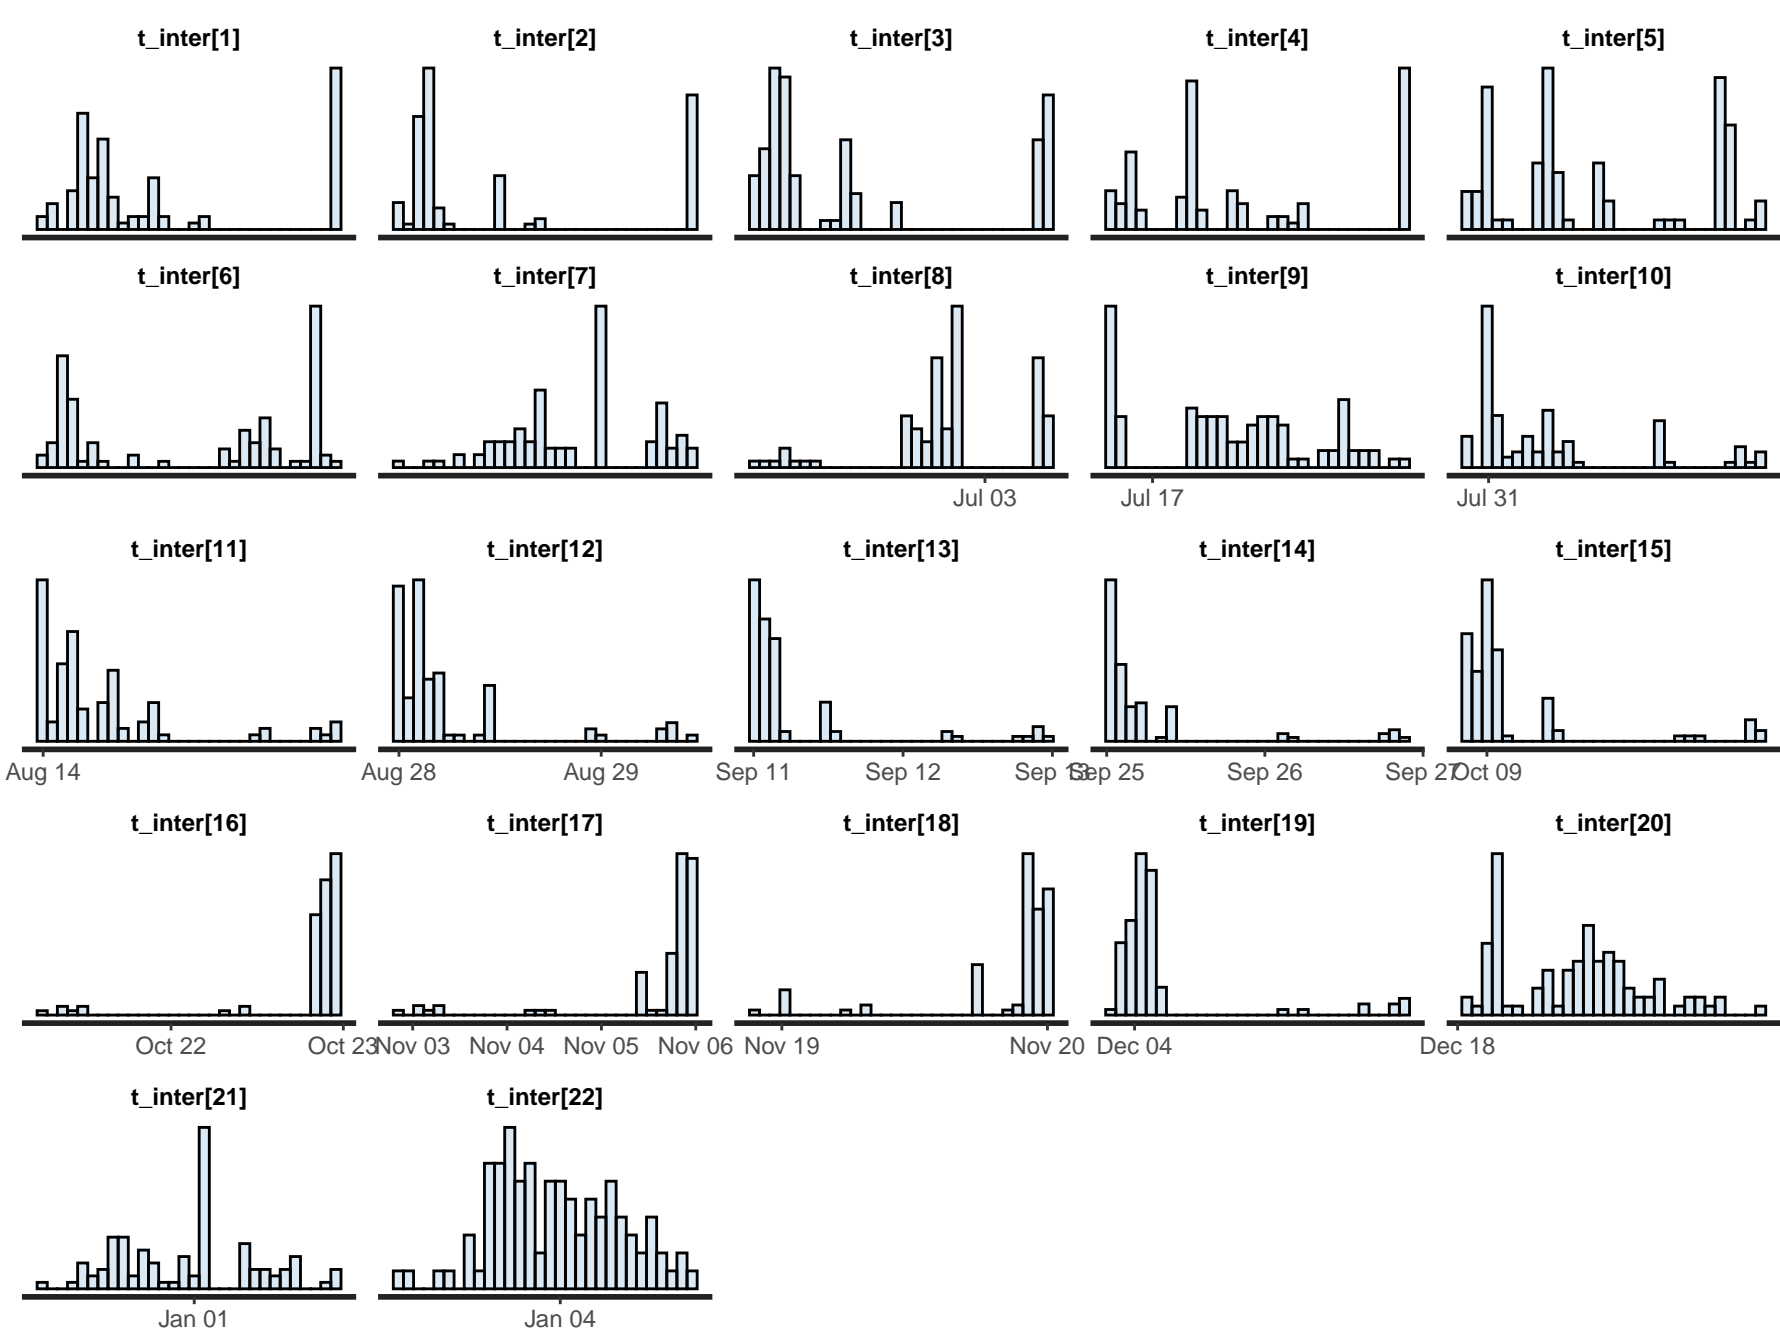 t_inter[1] t_inter[2] t_inter[3] t_inter[4] t_inter[5]
t_inter[6] t_inter[7] t_inter[8] t_inter[9] t_inter[10]
Jul 03 Jul 17 Jul 31
t_inter[11] t_inter[12] t_inter[13] t_inter[14] t_inter[15]
Aug 14 Aug 28 Aug 29 Sep 11 Sep 12 Sep 13 Sep 25 Sep 26 Sep 27 Oct 09
t_inter[16] t_inter[17] t_inter[18] t_inter[19] t_inter[20]
Oct 22 Oct 23 Nov 03 Nov 04 Nov 05 Nov 06 Nov 19 Nov 20 Dec 04 Dec 18
t_inter[21] t_inter[22]
Jan 01 Jan 04